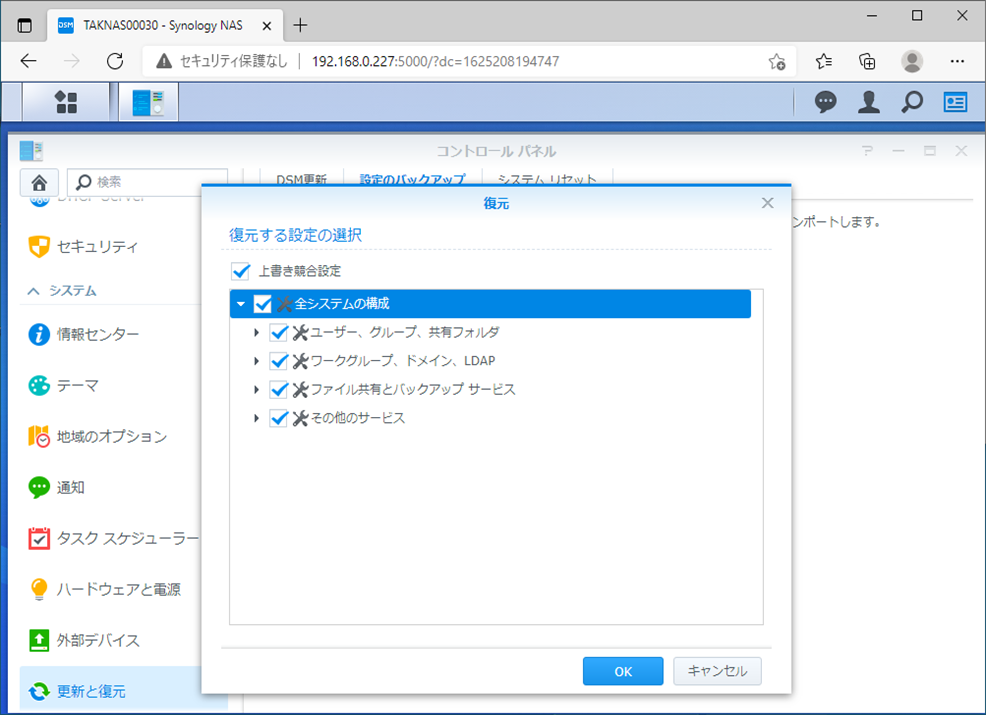 DSM
TAKNAS00030 - Synology NAS
セキュリティ保護なし
192.168.0.227:5000/?dc=1625208194747
コントロール パネル
検索
DSM更新
設定のバックアップ
システム リセット
ンポートします。
DHCP Server
セキュリティ
システム
情報センター
テーマ
地域のオプション
通知
タスク スケジューラー
ハードウェアと電源
外部デバイス
更新と復元
復元
復元する設定の選択
上書き競合設定
全システムの構成
ユーザー、グループ、共有フォルダ
ワークグループ、ドメイン、LDAP
ファイル共有とバックアップ サービス
その他のサービス
OK
キャンセル